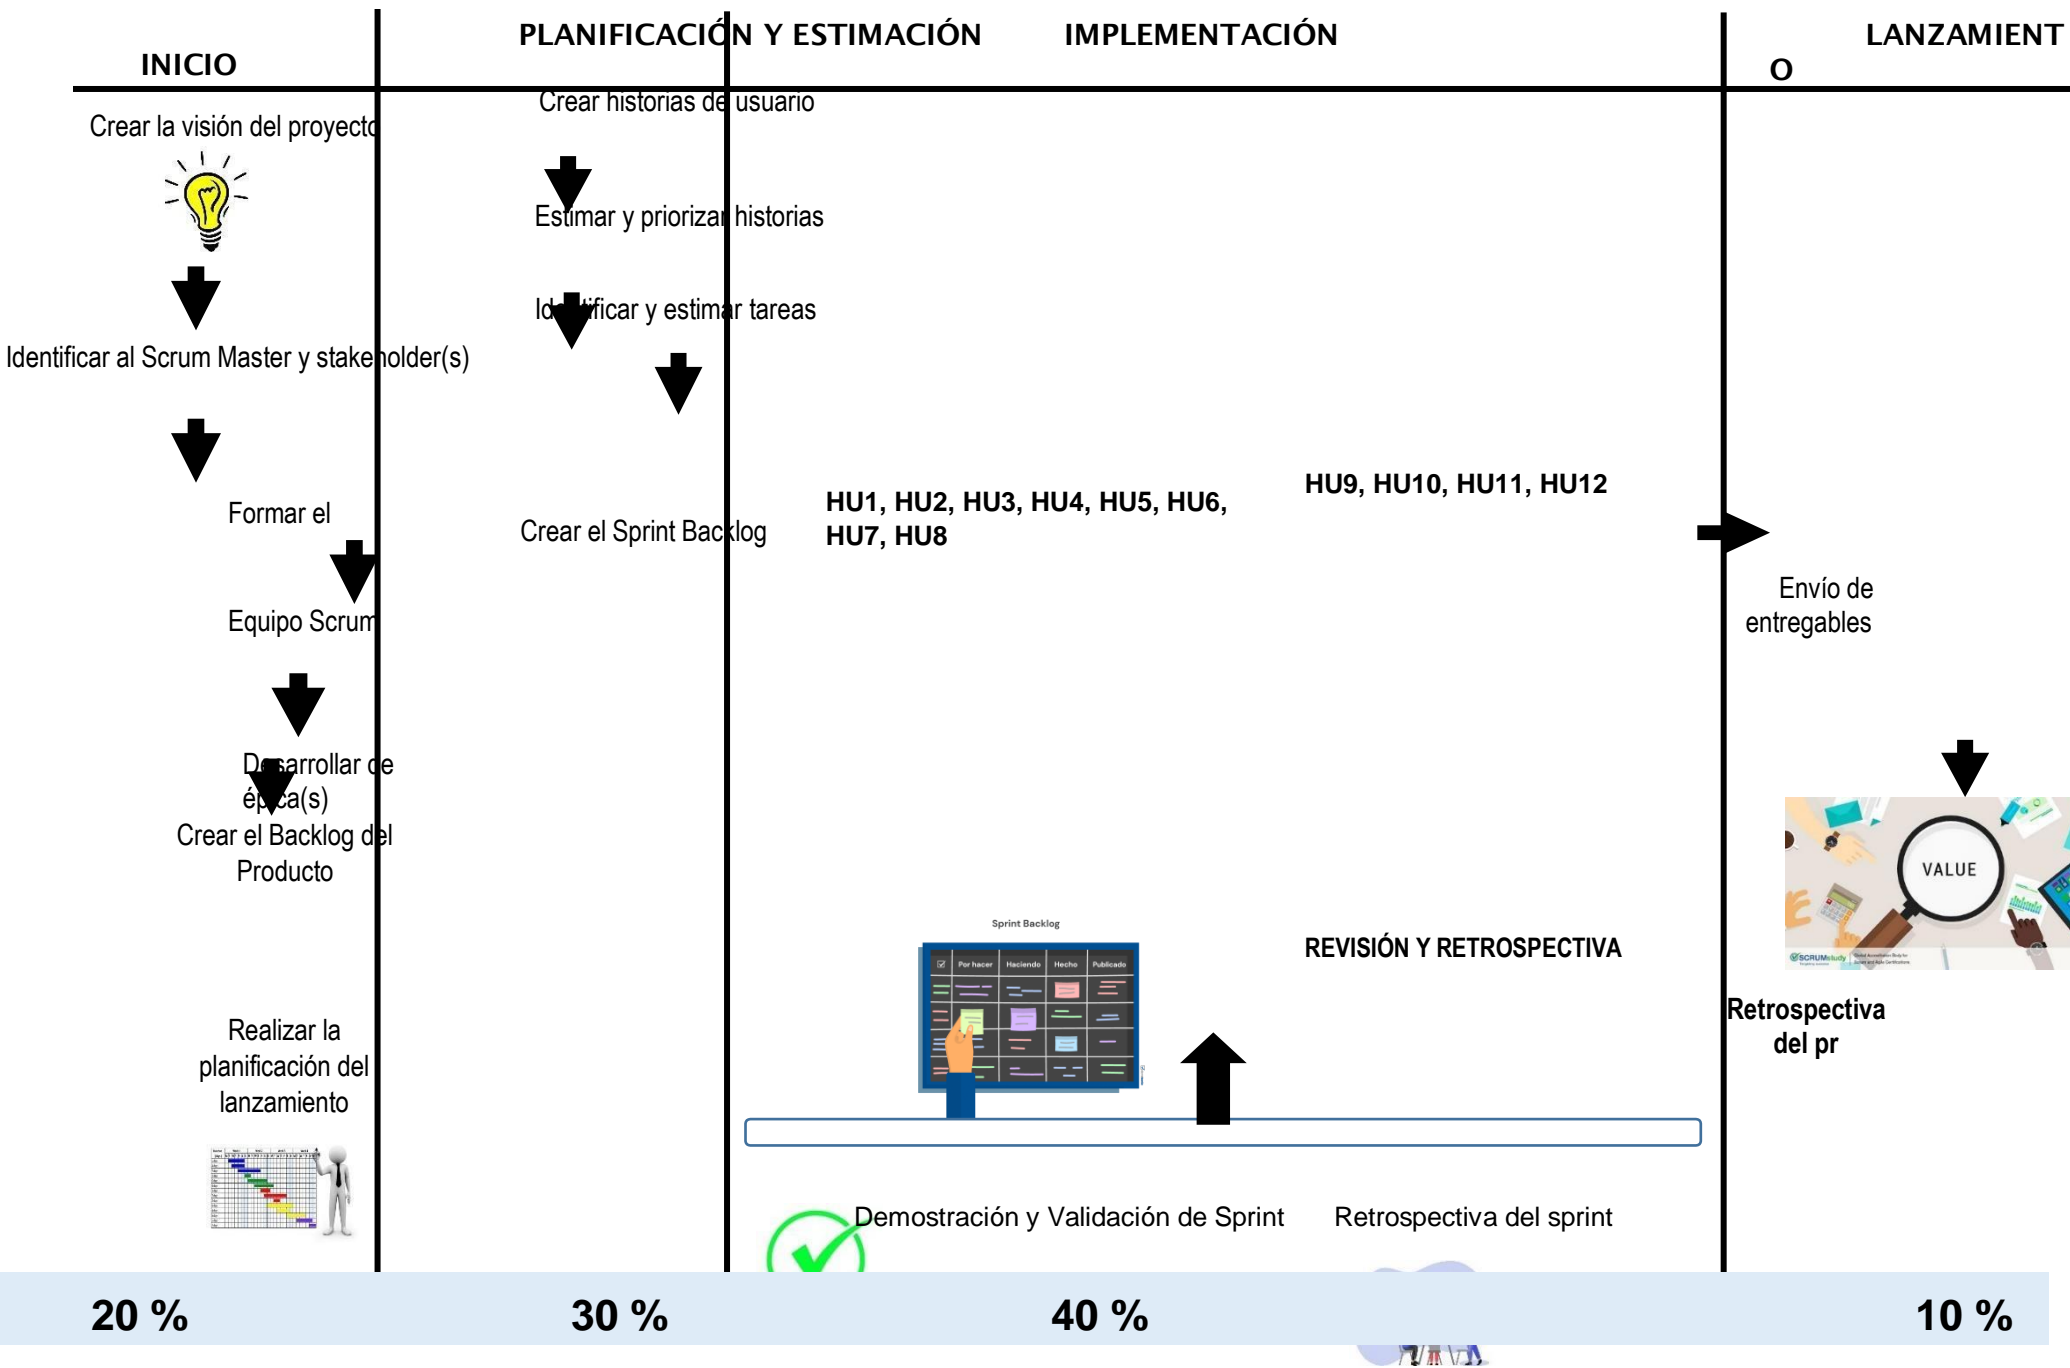 INICIO
PLANIFICACIÓN Y ESTIMACIÓN
IMPLEMENTACIÓN
LANZAMIENT
O
Crear la visión del proyecto
Identificar al Scrum Master y stakeholder(s)
Formar el
Equipo Scrum
Desarrollar de
épica(s)
Crear el Backlog del
Producto
Realizar la
planificación del
lanzamiento
Crear historias de usuario
Estimar y priorizar historias
Identificar y estimar tareas
Crear el Sprint Backlog
HU1, HU2, HU3, HU4, HU5, HU6,
HU7, HU8
HU9, HU10, HU11, HU12
Sprint Backlog
Por hacer
Haciendo
Hecho
Publicado
REVISIÓN Y RETROSPECTIVA
Demostración y Validación de Sprint
Retrospectiva del sprint
Envío de
entregables
VALUE
SCRUMstudy
Retrospectiva
del pr
20 %
30 %
40 %
10 %